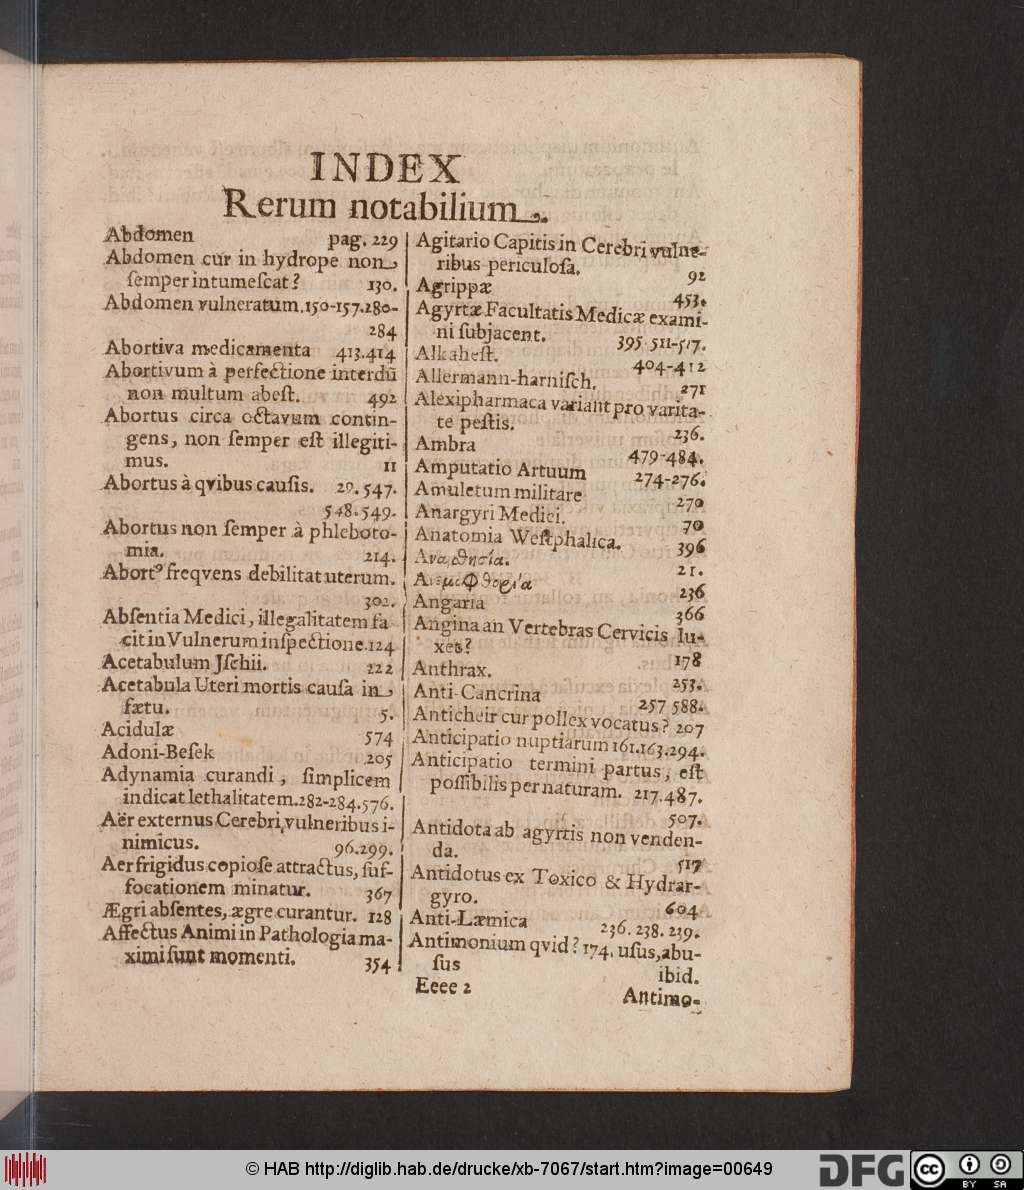 INDEX
Rerum notabilium.
Abdomen pag. 229
Abdomen cur in hydrope non
ſemper intumeſcat? 130.
Abdomen vulneratum. 150-157.280-
284
Abortiva medicamenta 413.414
Abortivum à perfectione interdū
non multum abeſt. 492
Abortus circa octavum contin-
gens, non ſemper eſt illegiti-
mus. 11
Abortus à qvibus cauſis. 20. 547.
548.549.
Abortus non ſemper à phleboto-
mia. 214.
Abortꝰ freqvens debilitat uterum.
302.
Abſentia Medici, illegalitatem fa
cit in Vulnerum inſpectione. 124
Acetabulum Jſchii. 222
Acetabula Uteri mortis cauſa in
fœtu. 5.
Acidulæ 574
Adoni-Beſek 205
Adynamia curandi, ſimplicem
indicat lethalitatem. 282-284.576.
Aër externus Cerebri, vulneribus i-
nimicus. 96.299.
Aer frigidus copioſe attractus, ſuf-
focationem minatur. 367
Ægri abſentes, ægre curantur. 128
Affectus Animi in Pathologia ma-
ximi ſunt momenti. 354
Agitario Capitis in Cerebri vulne-
ribus periculoſa. 92
Agrippæ 453.
Agyrtæ Facultatis Medicæ exami-
ni ſubjacent. 395 511-517.
Alkaheſt. 404-412
Allermann-harniſch. 271
Alexipharmaca variant pro varita-
te peſtis. 236.
Ambra 479-484.
Amputatio Artuum 274-276.
Amuletum militare 270
Anargyri Medici. 70
Anatomia Weſtphalica. 396
Αναισθησία. 21.
Ανεμοφθορία 236
Angaria 366
Angina an Vertebras Cervicis lu-
xet? 178
Anthrax. 253.
Anti-Cancrina 257 588.
Anticheir cur pollex vocatus? 207
Anticipatio nuptiarum 161.163.294.
Anticipatio termini partus, eſt
poſſibilis per naturam. 217.487.
507.
Antidota ab agyrtis non venden-
da. 517
Antidotus ex Toxico & Hydrar-
gyro. 604
Anti-Læmica 236. 238. 239.
Antimonium qvid? 174. uſus, abu-
ſus ibid.
Eeee 2 Antimo-
© HAB http://diglib.hab.de/drucke/xb-7067/start.htm?image=00649
DFG
cc BY SA